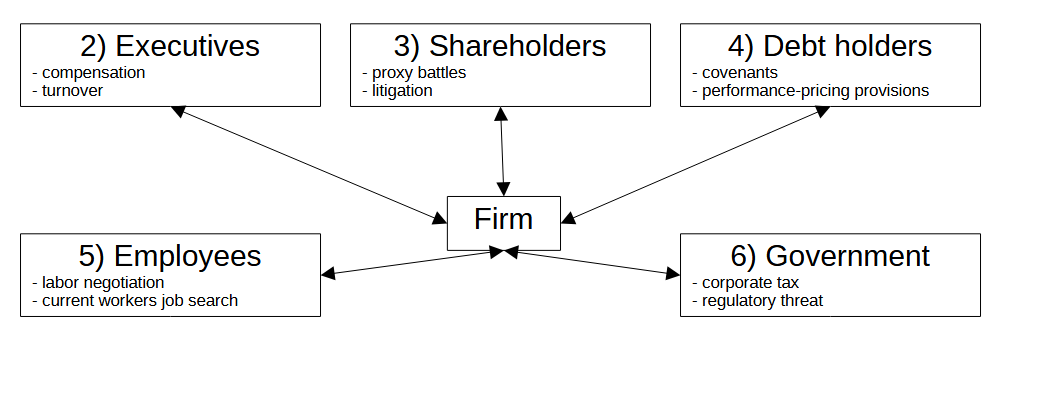 2) Executives
- compensation
- turnover
3) Shareholders
- proxy battles
- litigation
4) Debt holders
- covenants
- performance-pricing provisions
Firm
5) Employees
- labor negotiation
- current workers job search
6) Government
- corporate tax
- regulatory threat